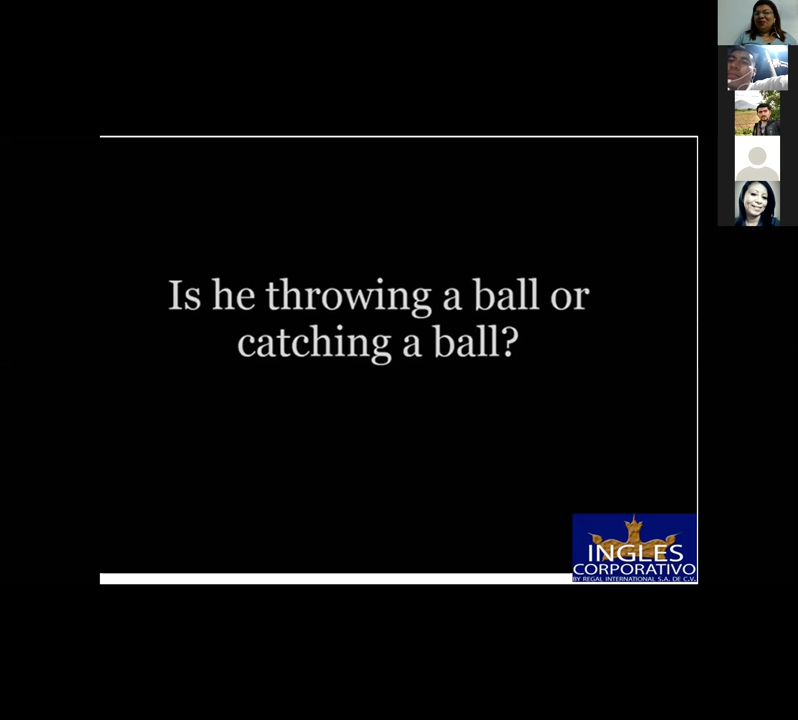 Is he throwing a ball or
catching a ball?
INGLES
CORPORATIVO
BY REGAL INTERNATIONAL S.A. DE C.V.